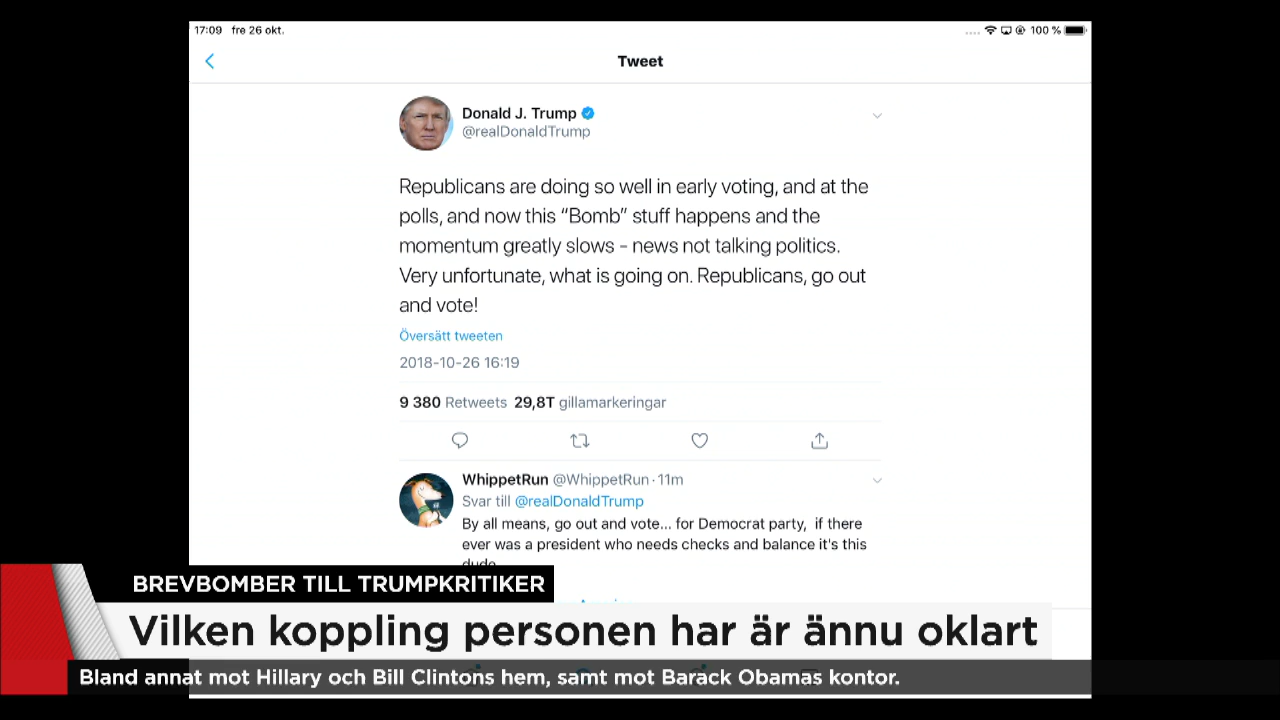 17:09 fre 26 okt.
100 %
Tweet
Donald J. Trump
@realDonaldTrump
Republicans are doing so well in early voting, and at the
polls, and now this “Bomb” stuff happens and the
momentum greatly slows - news not talking politics.
Very unfortunate, what is going on. Republicans, go out
and vote!
Översätt tweeten
2018-10-26 16:19
9 380 Retweets 29,8T gillamarkeringar
WhippetRun @WhippetRun · 11m
Svar till @realDonaldTrump
By all means, go out and vote... for Democrat party, if there
ever was a president who needs checks and balance it's this
dude
BREVBOMBER TILL TRUMPKRITIKER
Vilken koppling personen har är ännu oklart
Bland annat mot Hillary och Bill Clintons hem, samt mot Barack Obamas kontor.